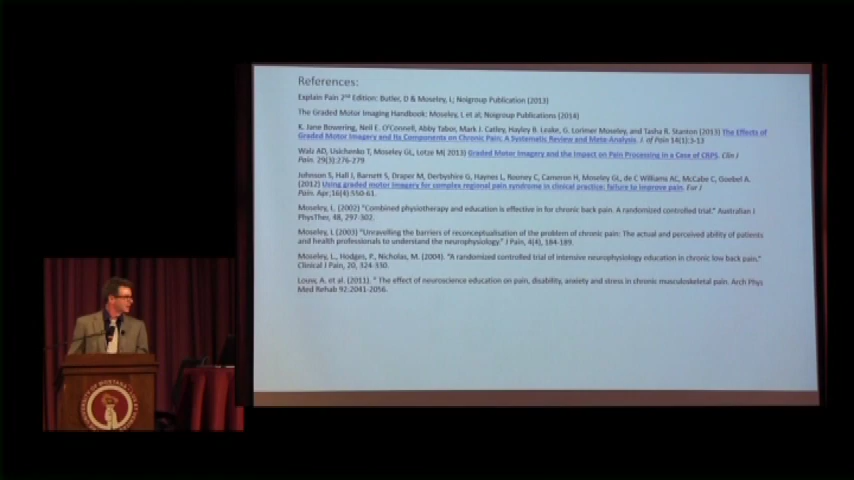 References:
Explain Pain 2nd Edition: Butler, D & Moseley, L; Noigroup Publication (2013)
The Graded Motor Imaging Handbook: Moseley, L et al; Noigroup Publications (2014)
K. Jane Bowering, Neil E. O'Connell, Abby Tabor, Mark J. Catley, Hayley B. Leake, G. Lorimer Moseley, and Tasha R. Stanton (2013) The Effects of
Graded Motor Imagery and Its Components on Chronic Pain: A Systematic Review and Meta-Analysis. J. of Pain 14(1):3-13
Walz AD, Usichenko T, Moseley GL, Lotze M( 2013) Graded Motor Imagery and the Impact on Pain Processing in a Case of CRPS. Clin J
Pain. 29(3):276-279
Johnson S, Hall J, Barnett S, Draper M, Derbyshire G, Haynes L, Rooney C, Cameron H, Moseley GL, de C Williams AC, McCabe C, Goebel A.
(2012) Using graded motor imagery for complex regional pain syndrome in clinical practice: failure to improve pain. Eur J
Pain. Apr;16(4):550-61.
Moseley, L. (2002) "Combined physiotherapy and education is effective in for chronic back pain. A randomized controlled trial." Australian J
PhysTher, 48, 297-302.
Moseley, L (2003) "Unravelling the barriers of reconceptualisation of the problem of chronic pain: The actual and perceived ability of patients
and health professionals to understand the neurophysiology." J Pain, 4(4), 184-189.
Moseley, L., Hodges, P., Nicholas, M. (2004). "A randomized controlled trial of intensive neurophysiology education in chronic low back pain,"
Clinical J Pain, 20, 324-330.
Louw, A. et al. (2011). " The effect of neuroscience education on pain, disability, anxiety and stress in chronic musculoskeletal pain. Arch Phys
Med Rehab 92:2041-2056.
UNIVERSITY OF MONTANA